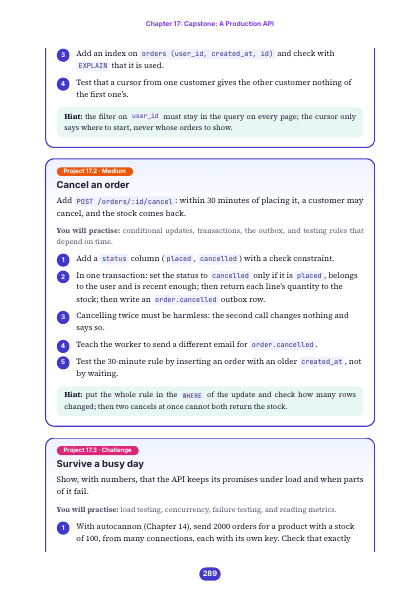 Chapter 17: Capstone: A Production API
3 Add an index on orders (user_id, created_at, id) and check with
EXPLAIN that it is used.
4 Test that a cursor from one customer gives the other customer nothing of
the first one's.
Hint: the filter on user_id must stay in the query on every page; the cursor only
says where to start, never whose orders to show.
Project 17.2 · Medium
Cancel an order
Add POST /orders/:id/cancel: within 30 minutes of placing it, a customer may
cancel, and the stock comes back.
You will practise: conditional updates, transactions, the outbox, and testing rules that
depend on time.
1 Add a status column (placed, cancelled) with a check constraint.
2 In one transaction: set the status to cancelled only if it is placed, belongs
to the user and is recent enough; then return each line's quantity to the
stock; then write an order.cancelled outbox row.
3 Cancelling twice must be harmless: the second call changes nothing and
says so.
4 Teach the worker to send a different email for order.cancelled.
5 Test the 30-minute rule by inserting an order with an older created_at, not
by waiting.
Hint: put the whole rule in the WHERE of the update and check how many rows
changed; then two cancels at once cannot both return the stock.
Project 17.3 · Challenge
Survive a busy day
Show, with numbers, that the API keeps its promises under load and when parts
of it fail.
You will practise: load testing, concurrency, failure testing, and reading metrics.
1 With autocannon (Chapter 14), send 2000 orders for a product with a stock
of 100, from many connections, each with its own key. Check that exactly
289